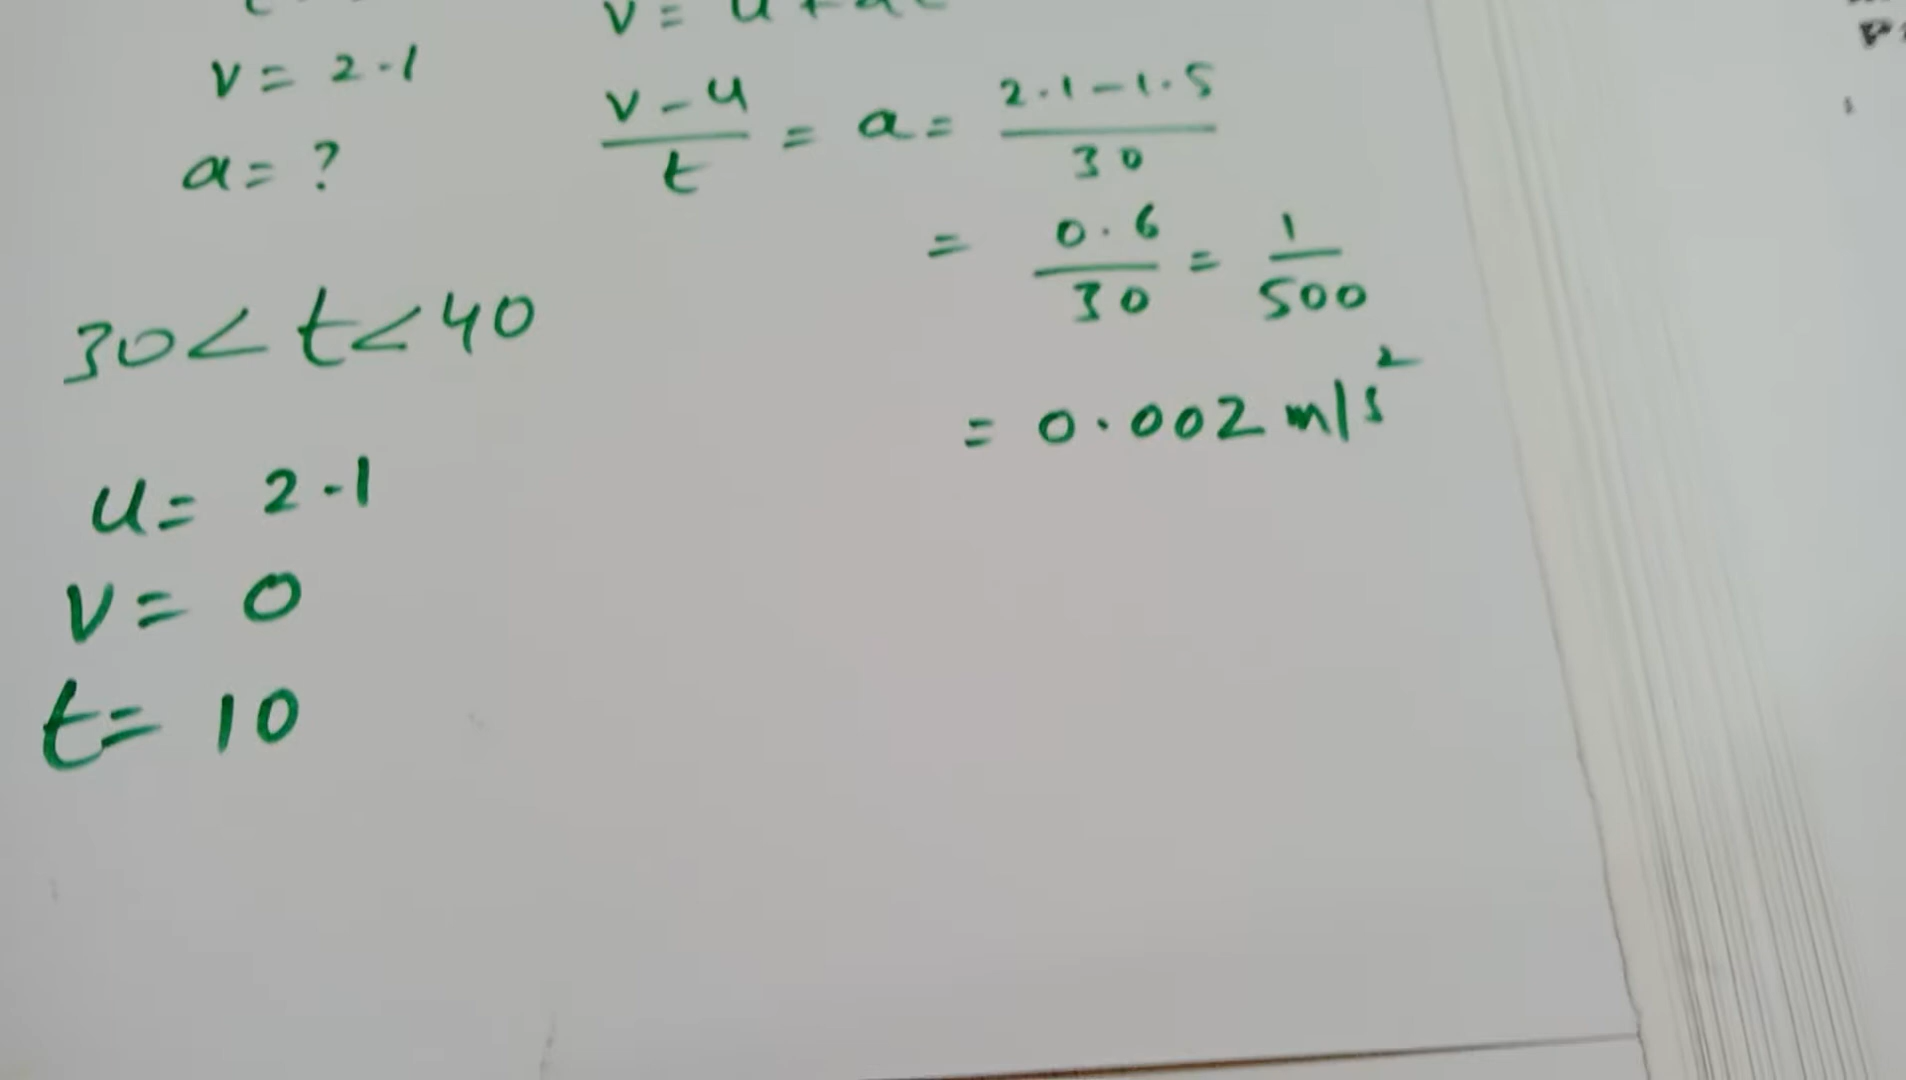 v = u + at
v = 2.1
a = ?
v - u / t = a = 2.1 - 1.5 / 30
= 0.6 / 30 = 1 / 500
= 0.002 m/s²
30 < t < 40
u = 2.1
v = 0
t = 10